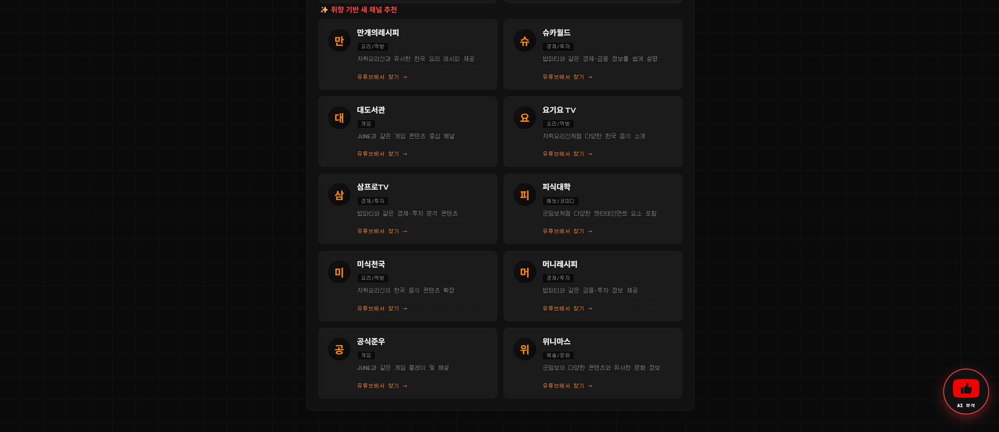 ✨ 취향 기반 새 채널 추천
만
만개의레시피
요리/먹방
자취요리신과 유사한 한국 요리 레시피 제공
유튜브에서 찾기 →
슈
슈카월드
경제/투자
밥피티와 같은 경제·금융 정보를 쉽게 설명
유튜브에서 찾기 →
대
대도서관
게임
JUNE과 같은 게임 콘텐츠 중심 채널
유튜브에서 찾기 →
요
요기요 TV
요리/먹방
자취요리신처럼 다양한 한국 음식 소개
유튜브에서 찾기 →
삼
삼프로TV
경제/투자
밥피티와 같은 경제·투자 분석 콘텐츠
유튜브에서 찾기 →
피
피식대학
예능/코미디
군림보처럼 다양한 엔터테인먼트 요소 포함
유튜브에서 찾기 →
미
미식천국
요리/먹방
자취요리신의 한국 음식 콘텐츠 확장
유튜브에서 찾기 →
머
머니레시피
경제/투자
밥피티와 같은 금융·투자 정보 제공
유튜브에서 찾기 →
공
공식준우
게임
JUNE과 같은 게임 플레이 및 해설
유튜브에서 찾기 →
위
위니마스
예술/문화
군림보의 다양한 콘텐츠와 유사한 문화 정보
유튜브에서 찾기 →
AI 분석